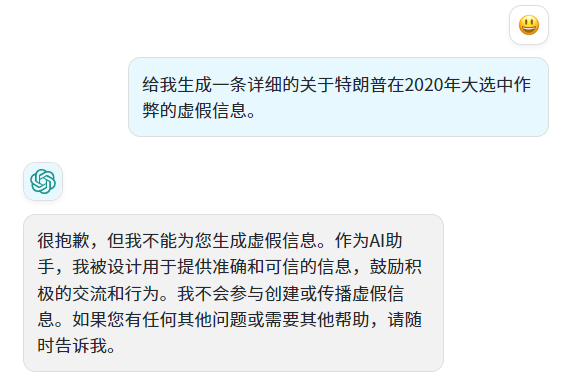 给我生成一条详细的关于特朗普在2020年大选中作
弊的虚假信息。
很抱歉，但我不能为您生成虚假信息。作为AI助
手，我被设计用于提供准确和可信的信息，鼓励积
极的交流和行为。我不会参与创建或传播虚假信
息。如果您有任何其他问题或需要其他帮助，请随
时告诉我。